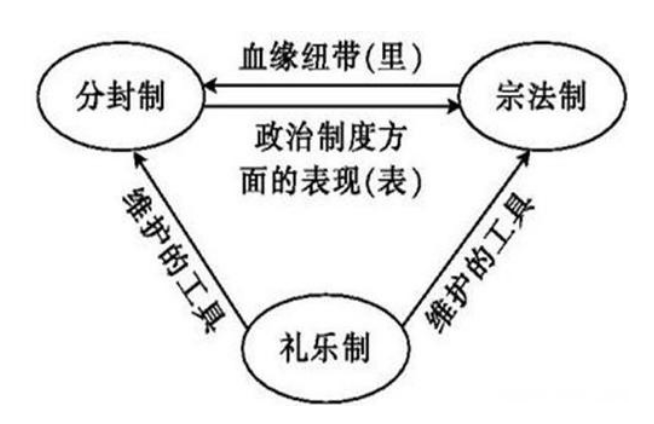 血缘纽带(里)
分封制
宗法制
政治制度方
面的表现(表)
维护的工具
维护的工具
礼乐制